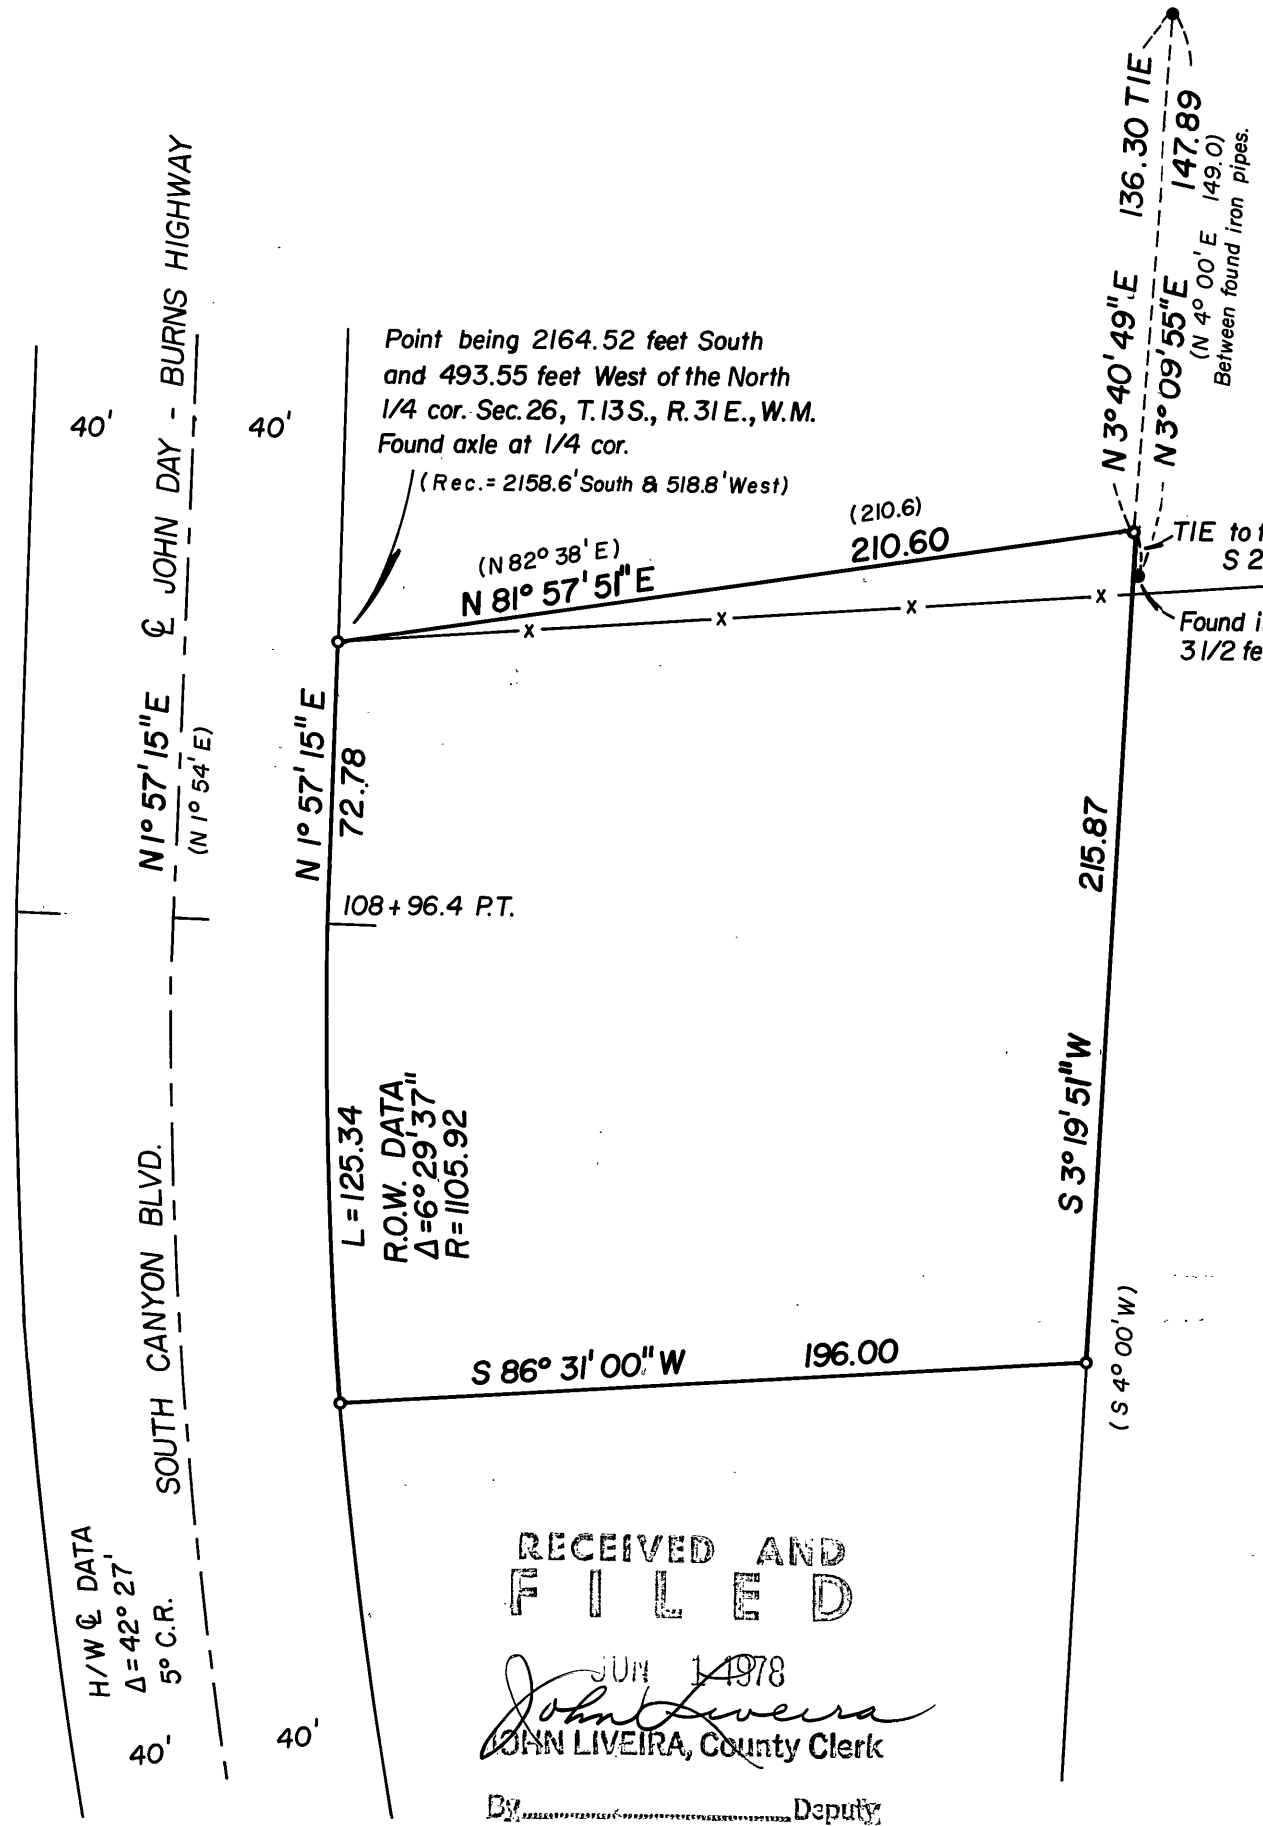 136.30 TIE
N 3° 40' 49" E
147.89
N 3° 09' 55" E
(N 4° 00' E 149.0)
Between found iron pipes.
N 1° 57' 15" E ℄ JOHN DAY - BURNS HIGHWAY
(N 1° 54' E)
40'
40'
Point being 2164.52 feet South
and 493.55 feet West of the North
1/4 cor. Sec. 26, T. 13 S., R. 31 E., W.M.
Found axle at 1/4 cor.
(Rec. = 2158.6' South & 518.8' West)
(N 82° 38' E)
(210.6)
N 81° 57' 51" E
210.60
x x x x
TIE to
S 2
Found
3 1/2
N 1° 57' 15" E
72.78
108 + 96.4 P.T.
215.87
S 3° 19' 51" W
(S 4° 00' W)
L = 125.34
R.O.W. DATA
Δ = 6° 29' 37"
R = 1105.92
SOUTH CANYON BLVD.
S 86° 31' 00" W
196.00
H/W ℄ DATA
Δ = 42° 27'
5° C.R.
40'
40'
RECEIVED AND
FILED
JUN 1 4 1978
John Liveira
JOHN LIVEIRA, County Clerk
By Deputy